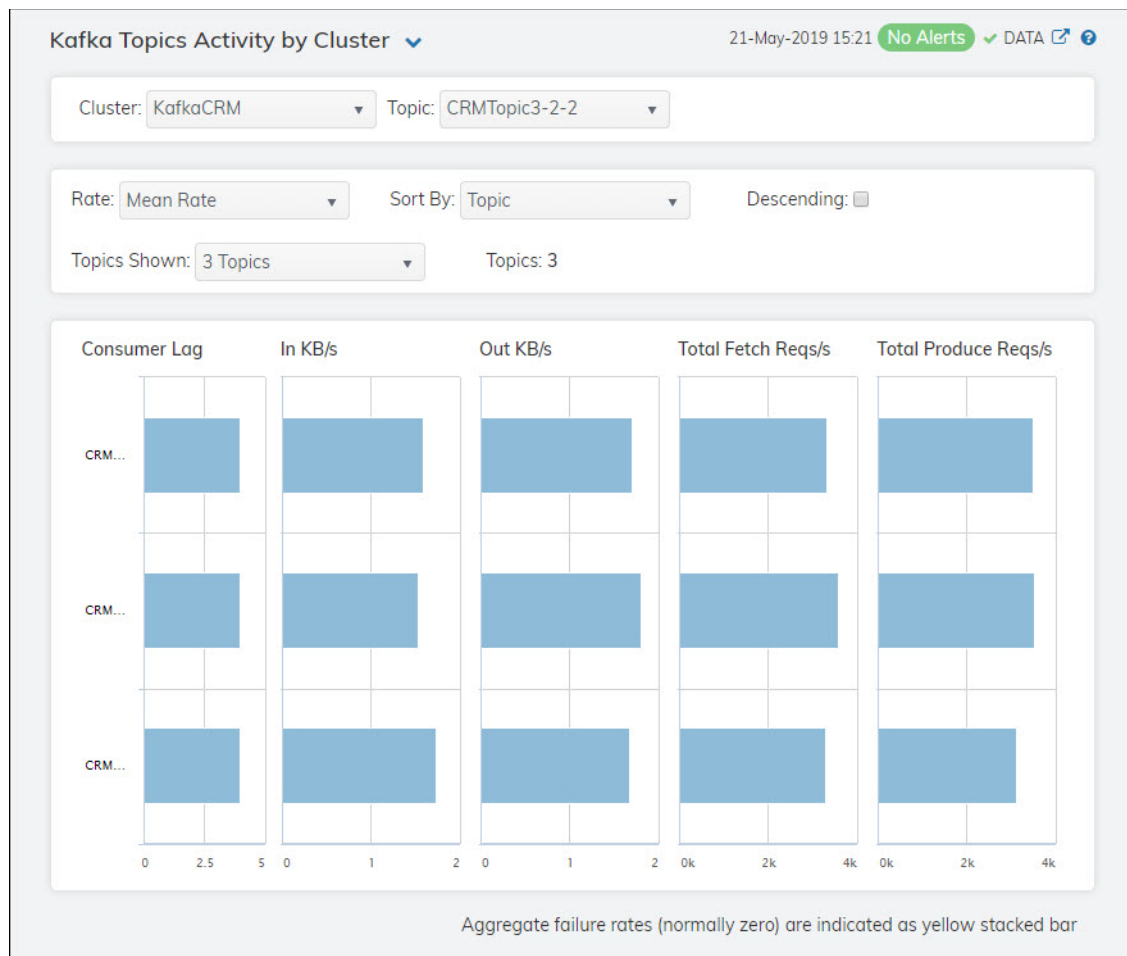 Kafka Topics Activity by Cluster 21-May-2019 15:21 No Alerts DATA
Cluster: KafkaCRM Topic: CRMTopic3-2-2
Rate: Mean Rate Sort By: Topic Descending:
Topics Shown: 3 Topics Topics: 3
Consumer Lag In KB/s Out KB/s Total Fetch Reqs/s Total Produce Reqs/s
CRM...
CRM...
CRM...
0 2.5 5 0 1 2 0 1 2 0k 2k 4k 0k 2k 4k
Aggregate failure rates (normally zero) are indicated as yellow stacked bar